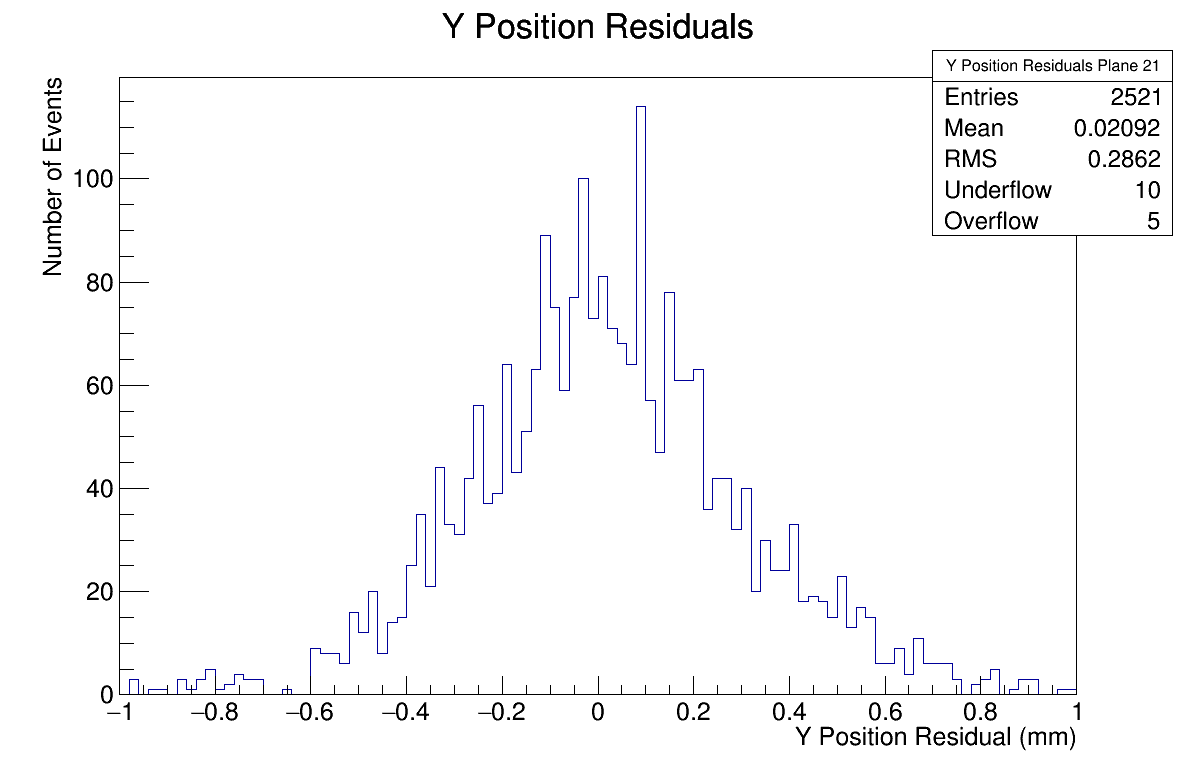 Y Position Residuals
Y Position Residuals Plane 21
Entries 2521
Mean 0.02092
RMS 0.2862
Underflow 10
Overflow 5
Number of Events
100
80
60
40
20
0
−1 −0.8 −0.6 −0.4 −0.2 0 0.2 0.4 0.6 0.8 1
Y Position Residual (mm)